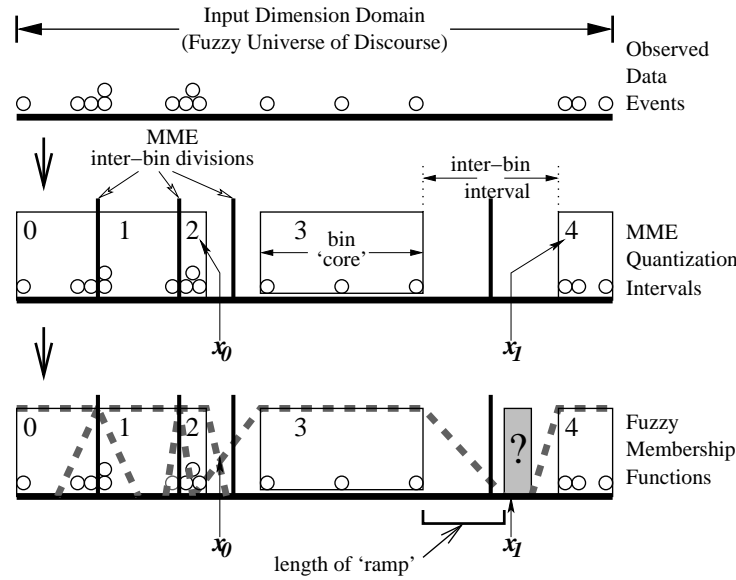 Input Dimension Domain
(Fuzzy Universe of Discourse)
Observed
Data
Events
MME
inter−bin divisions
inter−bin
interval
0 1 2 3 4
bin
'core'
MME
Quantization
Intervals
x0 x1
0 1 2 3 ? 4
Fuzzy
Membership
Functions
x0 x1
length of 'ramp'